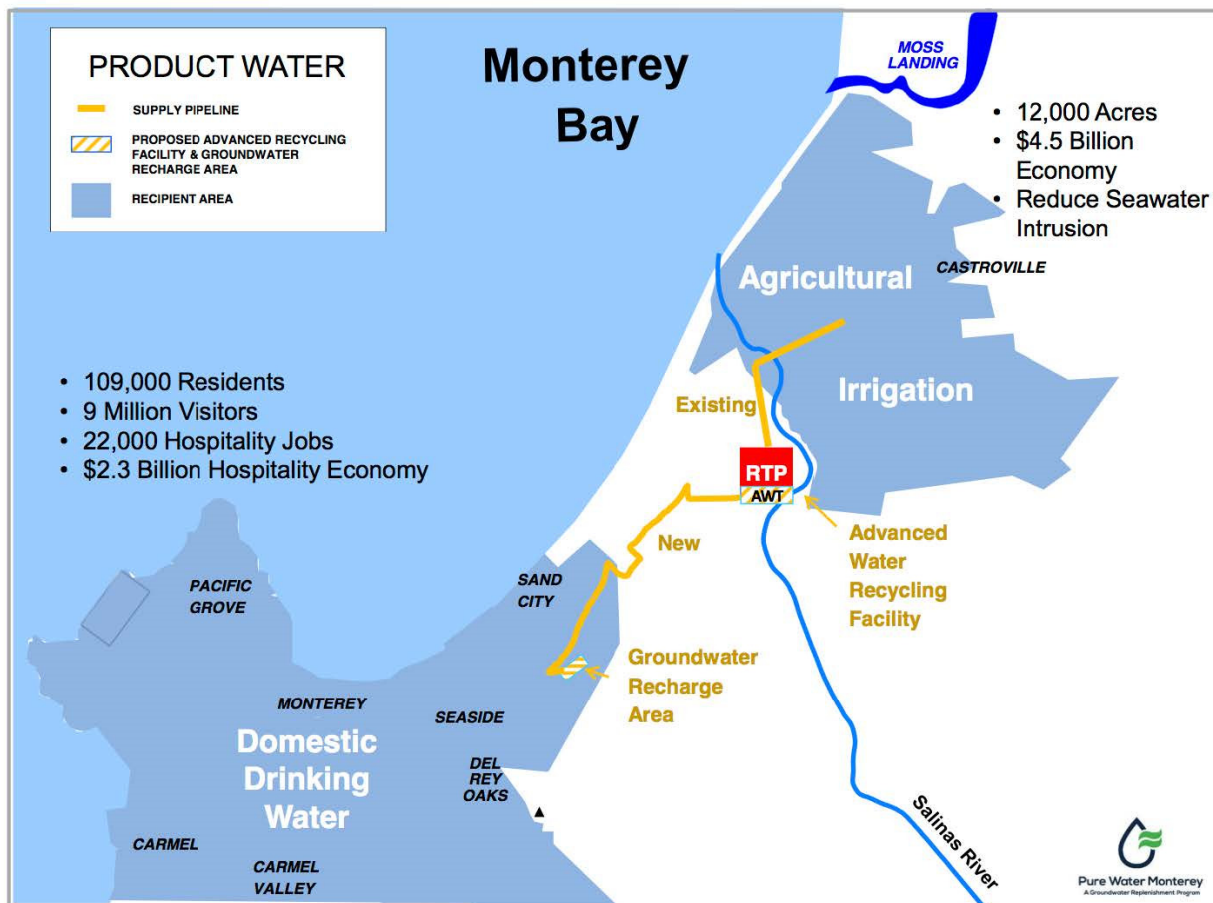 PRODUCT WATER
SUPPLY PIPELINE
PROPOSED ADVANCED RECYCLING
FACILITY & GROUNDWATER
RECHARGE AREA
RECIPIENT AREA
Monterey
Bay
MOSS
LANDING
• 12,000 Acres
• $4.5 Billion
Economy
• Reduce Seawater
Intrusion
Agricultural
CASTROVILLE
Irrigation
• 109,000 Residents
• 9 Million Visitors
• 22,000 Hospitality Jobs
• $2.3 Billion Hospitality Economy
Existing
RTP
AWT
New
Advanced
Water
Recycling
Facility
PACIFIC
GROVE
SAND
CITY
Groundwater
Recharge
Area
MONTEREY
SEASIDE
Domestic
Drinking
Water
DEL
REY
OAKS
CARMEL
CARMEL
VALLEY
Salinas River
Pure Water Monterey
A Groundwater Replenishment Program